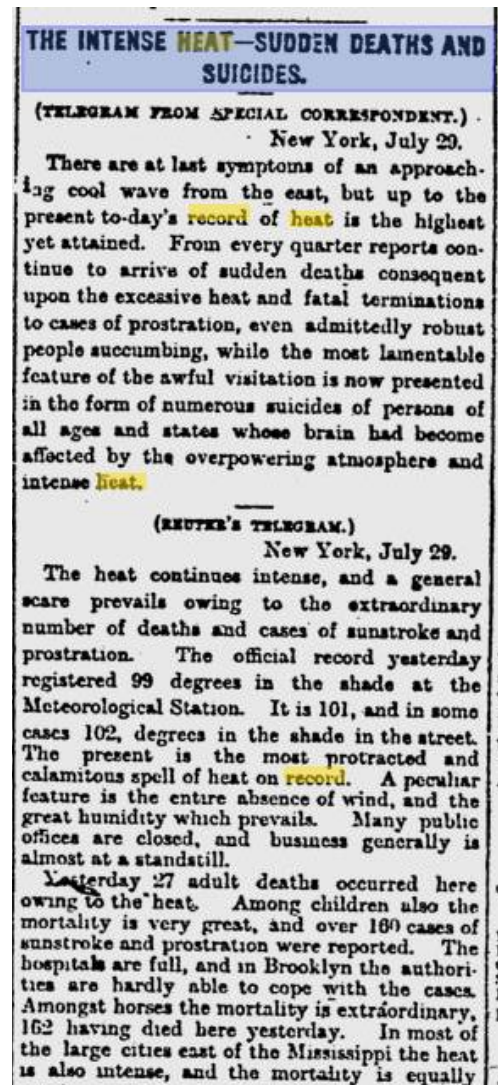 THE INTENSE HEAT—SUDDEN DEATHS AND
SUICIDES.
(TELEGRAM FROM SPECIAL CORRESPONDENT.)
New York, July 29.
There are at last symptoms of an approach-
ing cool wave from the east, but up to the
present to-day's record of heat is the highest
yet attained. From every quarter reports con-
tinue to arrive of sudden deaths consequent
upon the excessive heat and fatal terminations
to cases of prostration, even admittedly robust
people succumbing, while the most lamentable
feature of the awful visitation is now presented
in the form of numerous suicides of persons of
all ages and states whose brain had become
affected by the overpowering atmosphere and
intense heat.
(REUTER'S TELEGRAM.)
New York, July 29.
The heat continues intense, and a general
scare prevails owing to the extraordinary
number of deaths and cases of sunstroke and
prostration. The official record yesterday
registered 99 degrees in the shade at the
Meteorological Station. It is 101, and in some
cases 102, degrees in the shade in the street.
The present is the most protracted and
calamitous spell of heat on record. A peculiar
feature is the entire absence of wind, and the
great humidity which prevails. Many public
offices are closed, and business generally is
almost at a standstill.
Yesterday 27 adult deaths occurred here
owing to the heat. Among children also the
mortality is very great, and over 160 cases of
sunstroke and prostration were reported. The
hospitals are full, and in Brooklyn the authori-
ties are hardly able to cope with the cases.
Amongst horses the mortality is extraordinary,
162 having died here yesterday. In most of
the large cities east of the Mississippi the heat
is also intense, and the mortality is equally